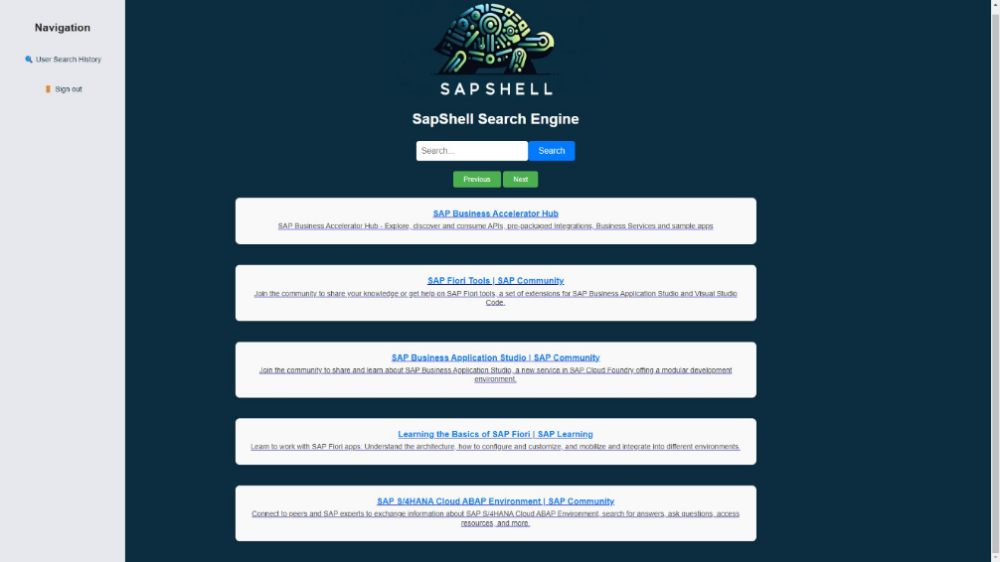 Navigation
User Search History
Sign out
SAPSHELL
SapShell Search Engine
Search...
Search
Previous
Next
SAP Business Accelerator Hub
SAP Business Accelerator Hub - Explore, discover and consume APIs, pre-packaged Integrations, Business Services and sample apps
SAP Fiori Tools | SAP Community
Join the community to share your knowledge or get help on SAP Fiori tools, a set of extensions for SAP Business Application Studio and Visual Studio
Code.
SAP Business Application Studio | SAP Community
Join the community to share and learn about SAP Business Application Studio, a new service in SAP Cloud Foundry offing a modular development
environment.
Learning the Basics of SAP Fiori | SAP Learning
Learn to work with SAP Fiori apps: Understand the architecture, how to configure and customize, and mobilize and integrate into different environments.
SAP S/4HANA Cloud ABAP Environment | SAP Community
Connect to peers and SAP experts to exchange information about SAP S/4HANA Cloud ABAP Environment, search for answers, ask questions, access
resources, and more.